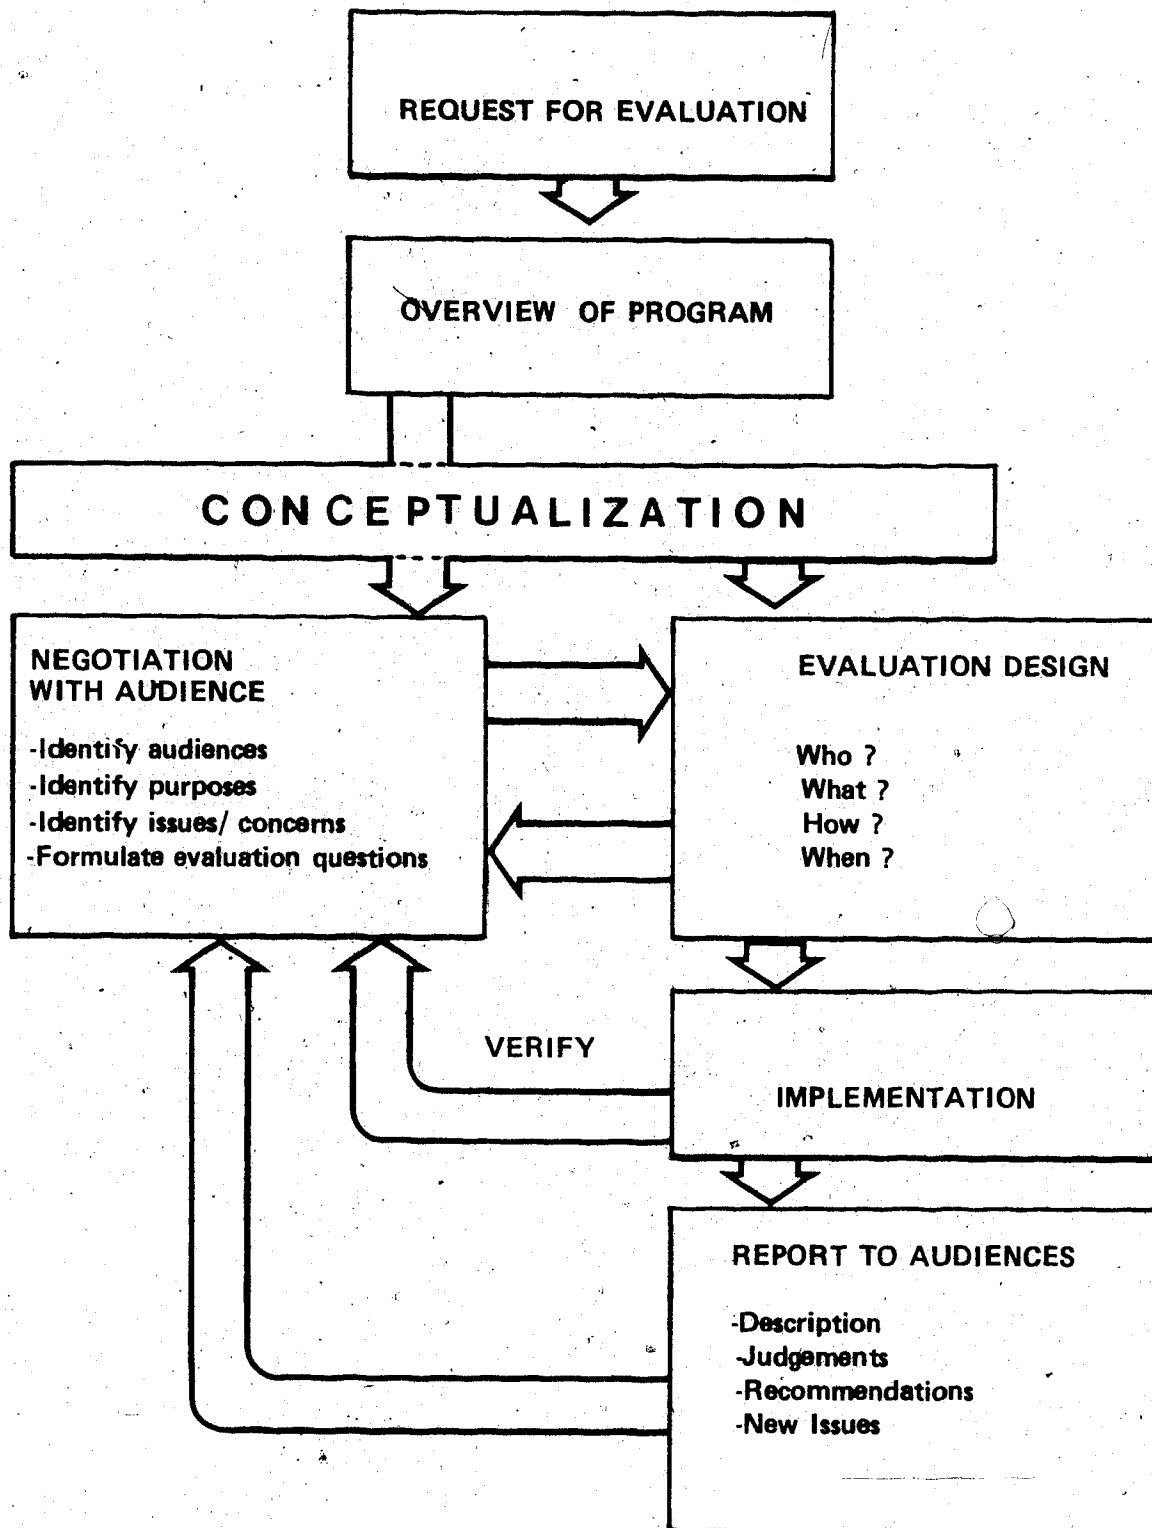 REQUEST FOR EVALUATION
OVERVIEW OF PROGRAM
CONCEPTUALIZATION
NEGOTIATION
WITH AUDIENCE
-Identify audiences
-Identify purposes
-Identify issues/ concerns
-Formulate evaluation questions
EVALUATION DESIGN
Who ?
What ?
How ?
When ?
VERIFY
IMPLEMENTATION
REPORT TO AUDIENCES
-Description
-Judgements
-Recommendations
-New Issues